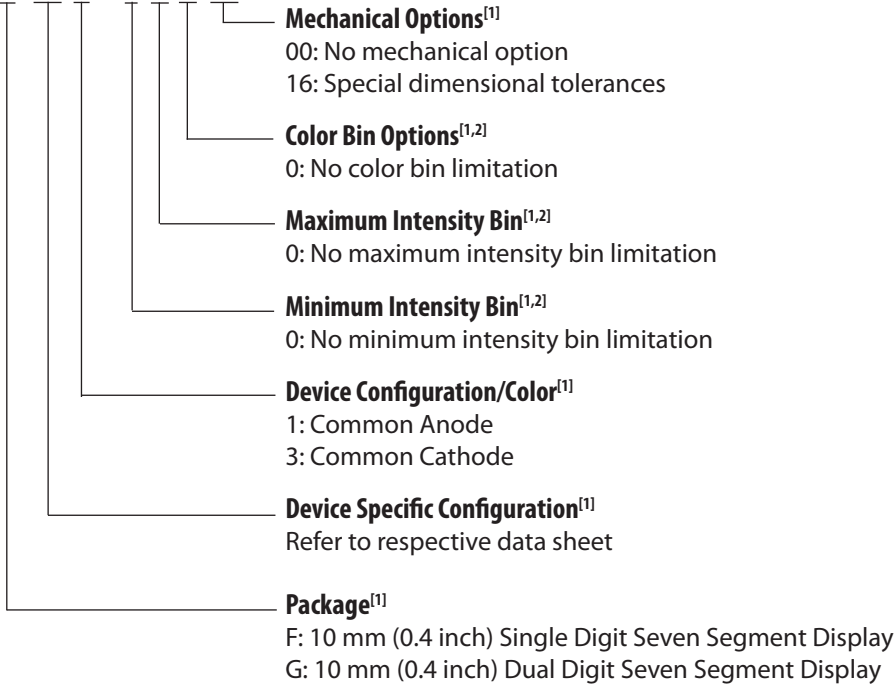 Mechanical Options[1]
00: No mechanical option
16: Special dimensional tolerances
Color Bin Options[1,2]
0: No color bin limitation
Maximum Intensity Bin[1,2]
0: No maximum intensity bin limitation
Minimum Intensity Bin[1,2]
0: No minimum intensity bin limitation
Device Configuration/Color[1]
1: Common Anode
3: Common Cathode
Device Specific Configuration[1]
Refer to respective data sheet
Package[1]
F: 10 mm (0.4 inch) Single Digit Seven Segment Display
G: 10 mm (0.4 inch) Dual Digit Seven Segment Display